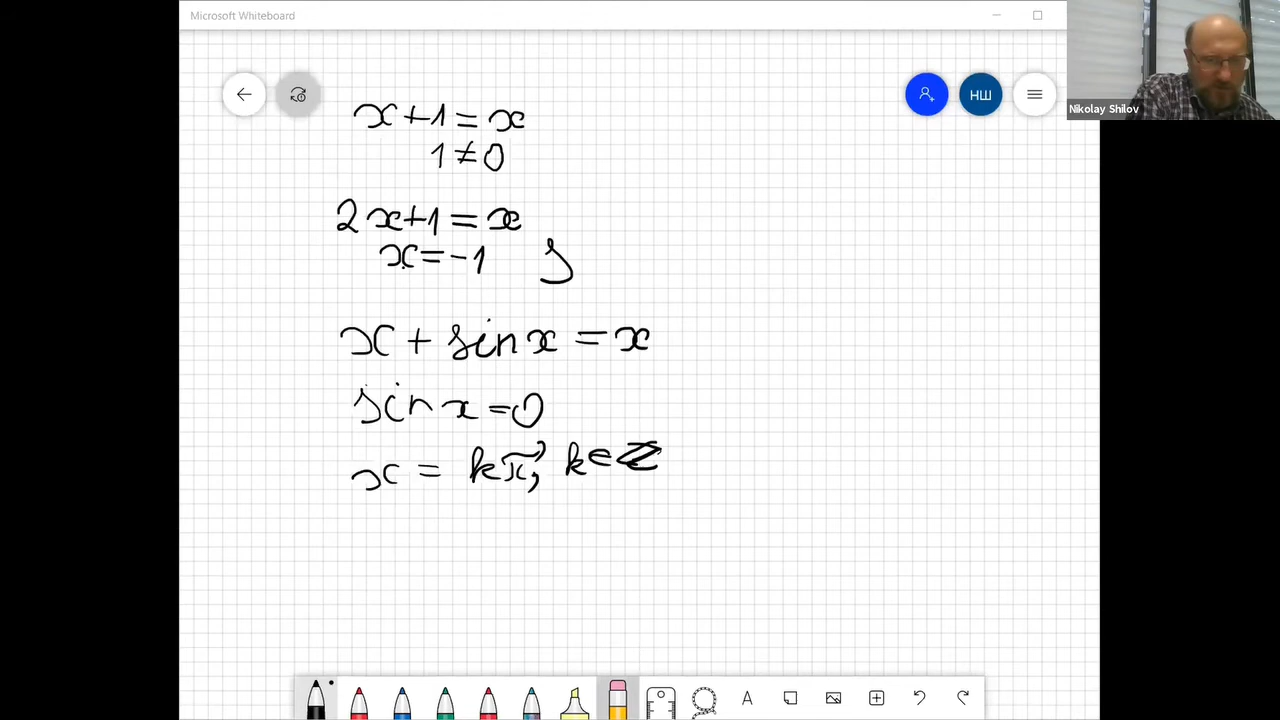 Microsoft Whiteboard
НШ
Nikolay Shilov
x+1=x
1≠0
2x+1=x
x=-1
x+sin x=x
sin x=0
x=kπ, k∈ℤ
A